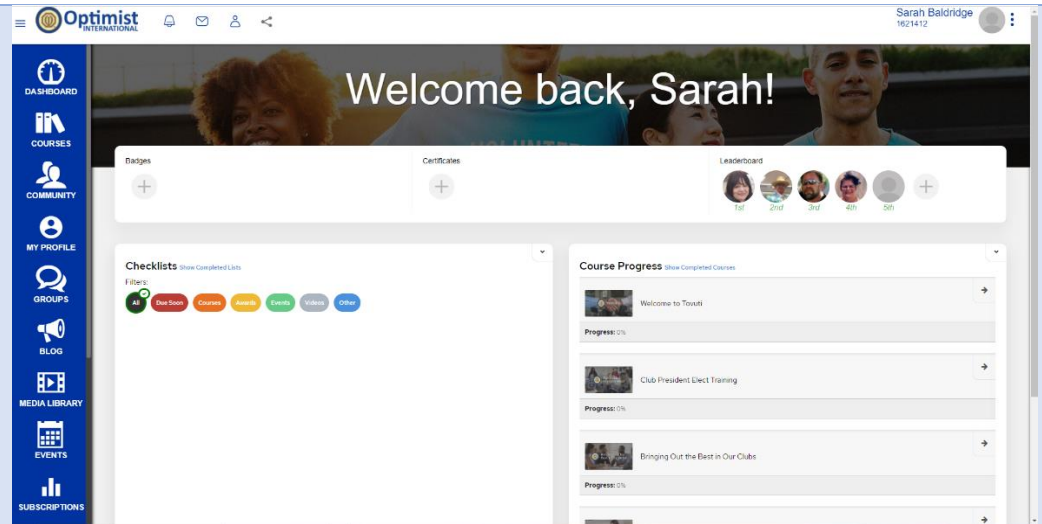 Optimist
INTERNATIONAL
Sarah Baldridge
1621412
DASHBOARD
COURSES
COMMUNITY
MY PROFILE
GROUPS
BLOG
MEDIA LIBRARY
EVENTS
SUBSCRIPTIONS
Welcome back, Sarah!
VOLUNTEER
Badges
Certificates
Leaderboard
1st 2nd 3rd 4th 5th
Checklists Show Completed Lists
Filters:
All Due Soon Courses Awards Events Videos Other
Course Progress Show Completed Courses
Welcome to Tovuti
Progress: 0%
Club President Elect Training
Progress: 0%
Bringing Out the Best in Our Clubs
Progress: 0%